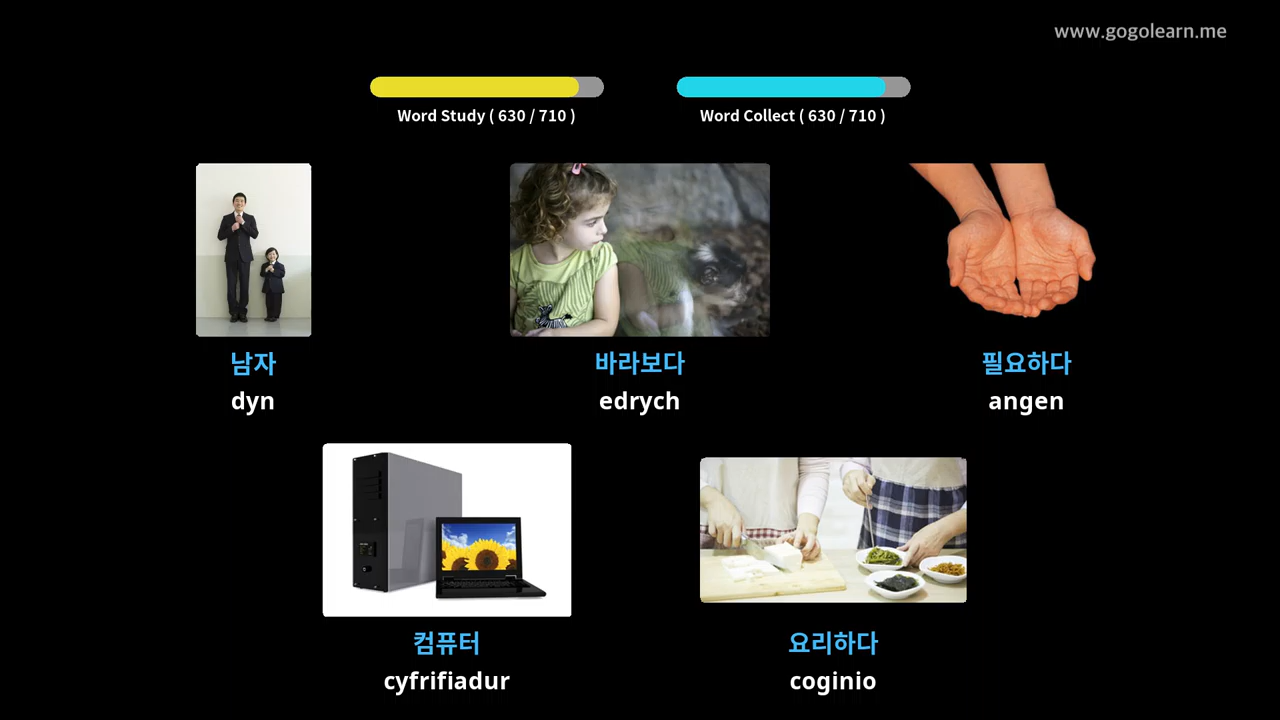 www.gogolearn.me
Word Study ( 630 / 710 )
Word Collect ( 630 / 710 )
남자
dyn
바라보다
edrych
필요하다
angen
컴퓨터
cyfrifiadur
요리하다
coginio